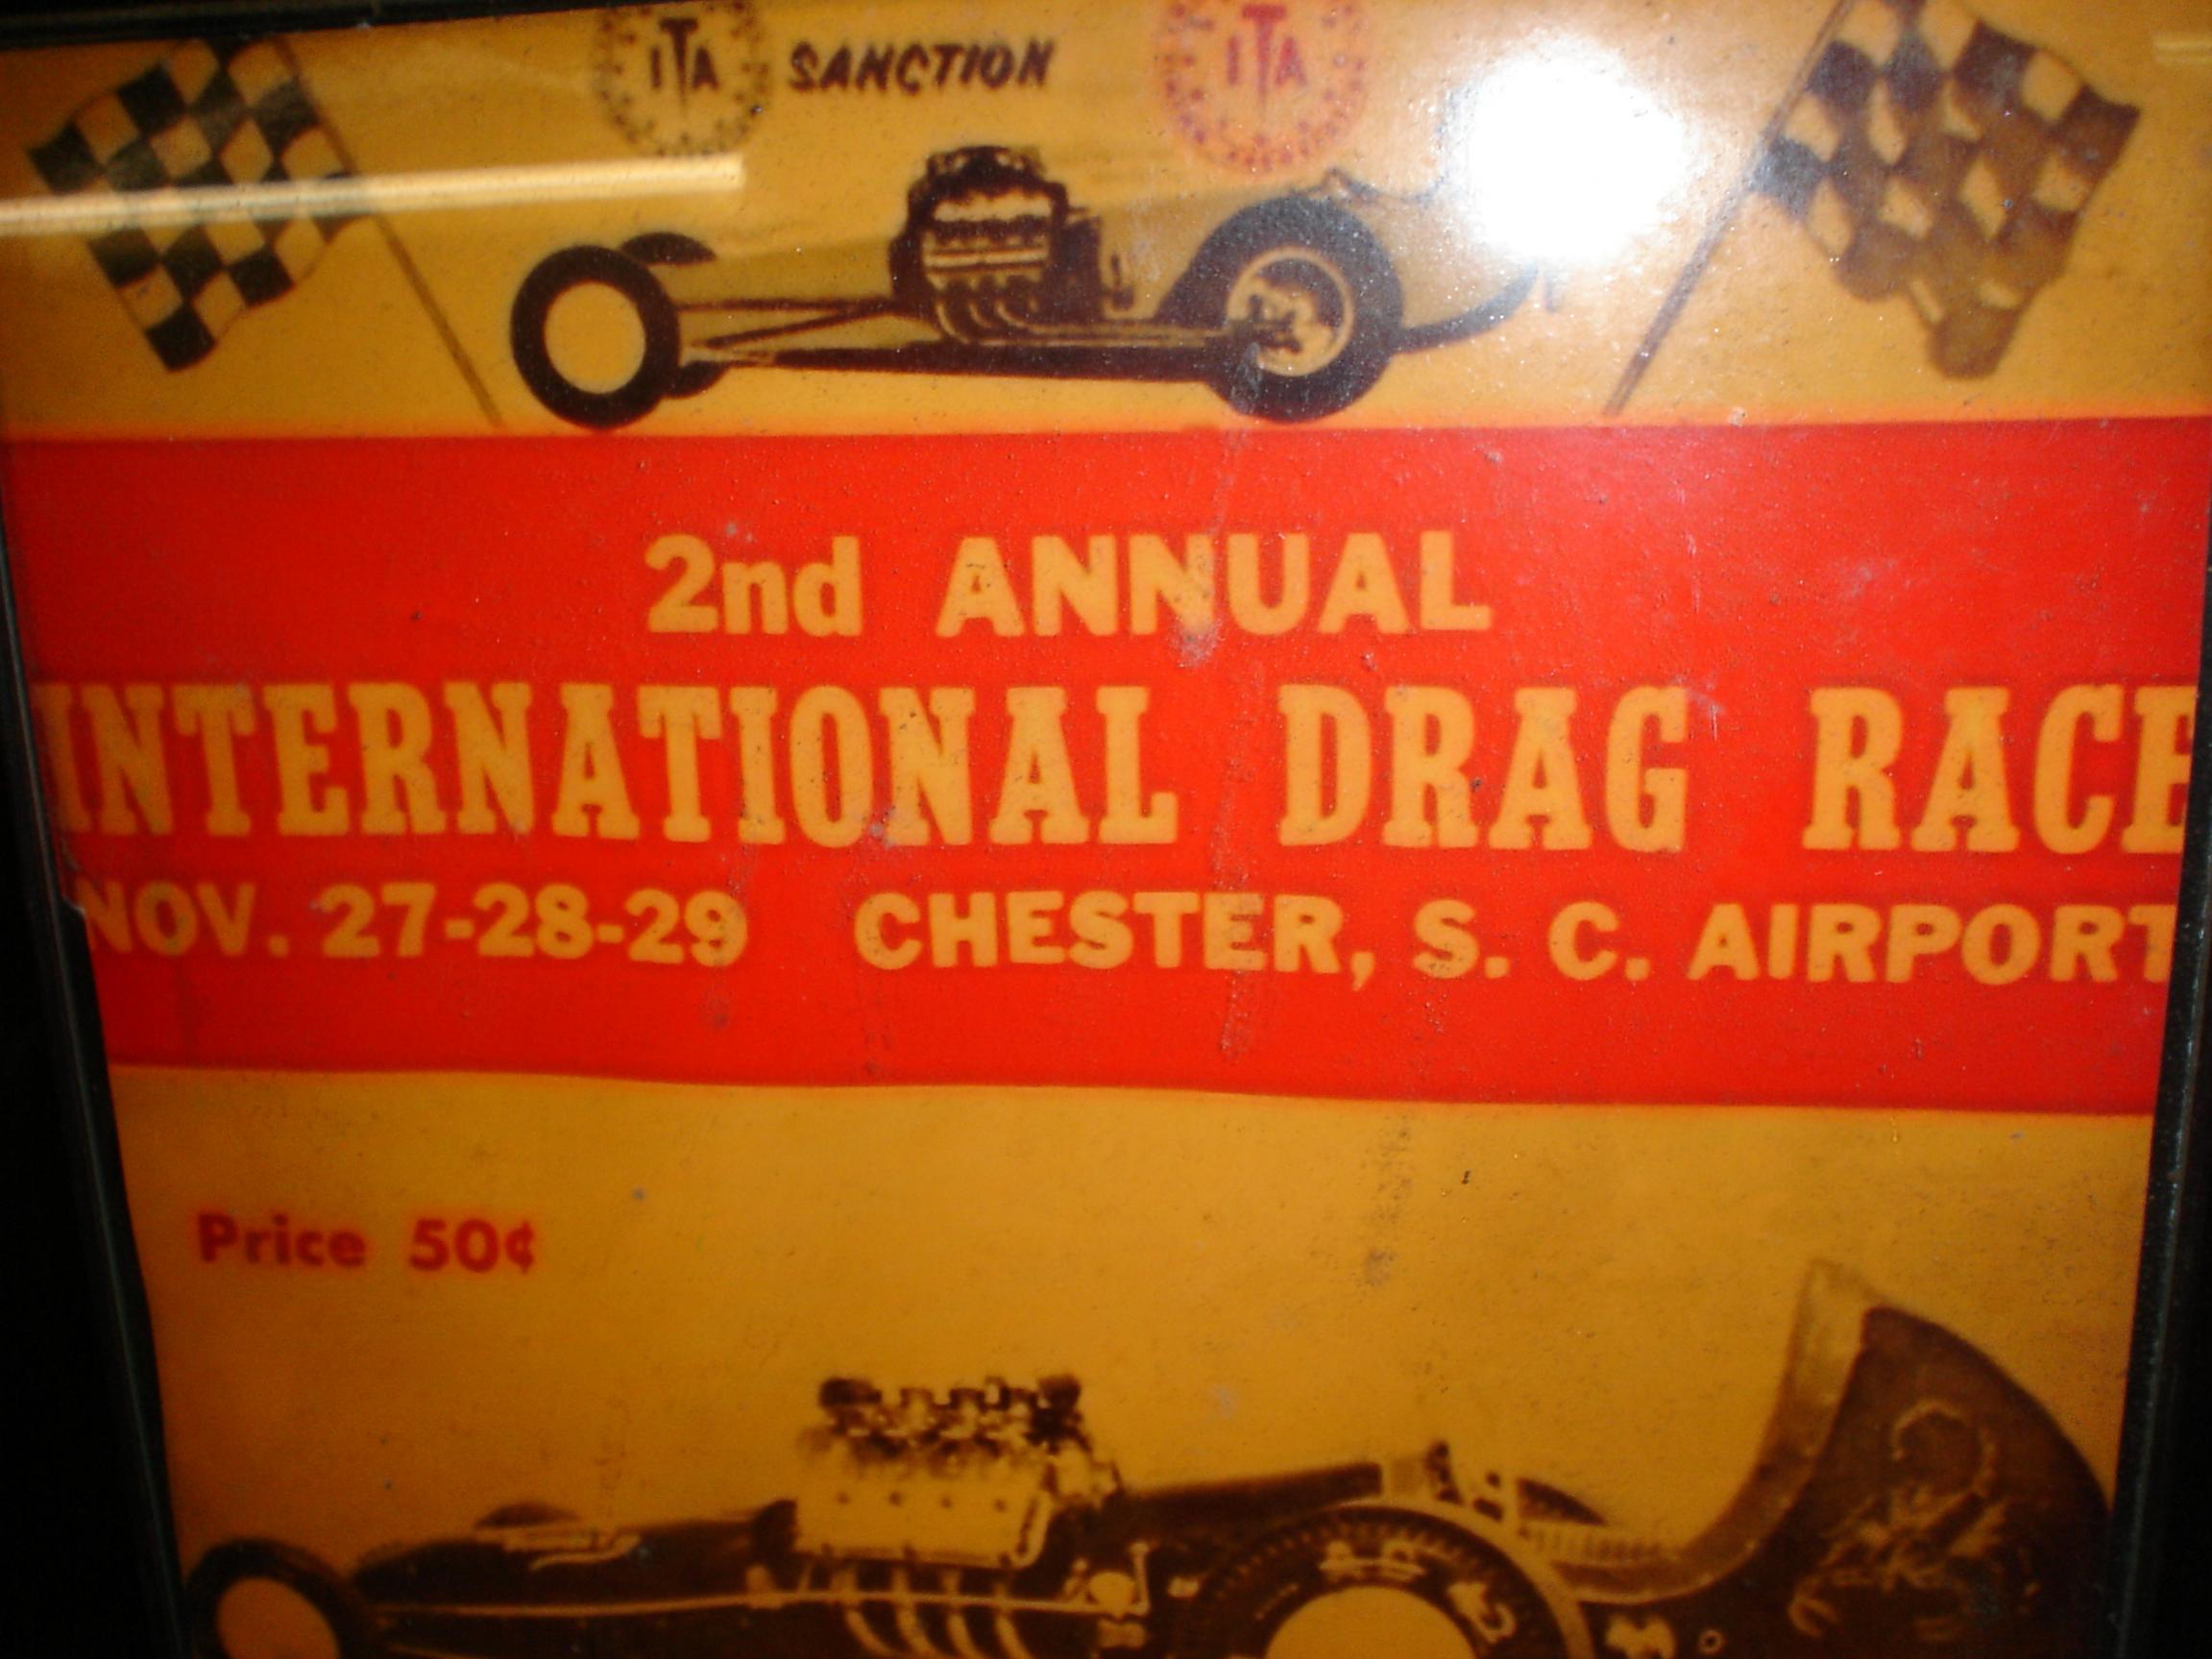 ITA SANCTION ITA
2nd ANNUAL
INTERNATIONAL DRAG RACE
NOV. 27-28-29 CHESTER, S. C. AIRPORT
Price 50¢